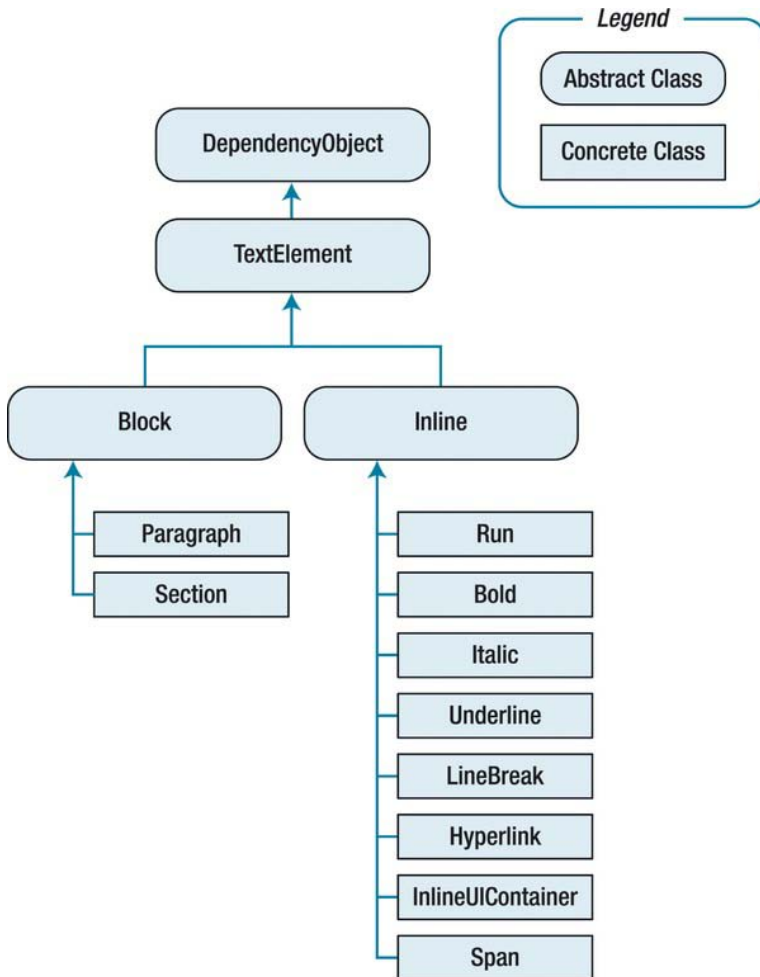 Legend
Abstract Class
Concrete Class
DependencyObject
TextElement
Block
Inline
Paragraph
Section
Run
Bold
Italic
Underline
LineBreak
Hyperlink
InlineUIContainer
Span